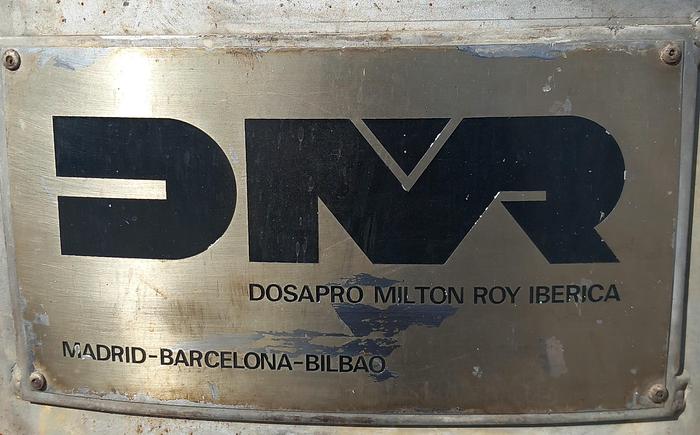 DMR
DOSAPRO MILTON ROY IBERICA
MADRID-BARCELONA-BILBAO